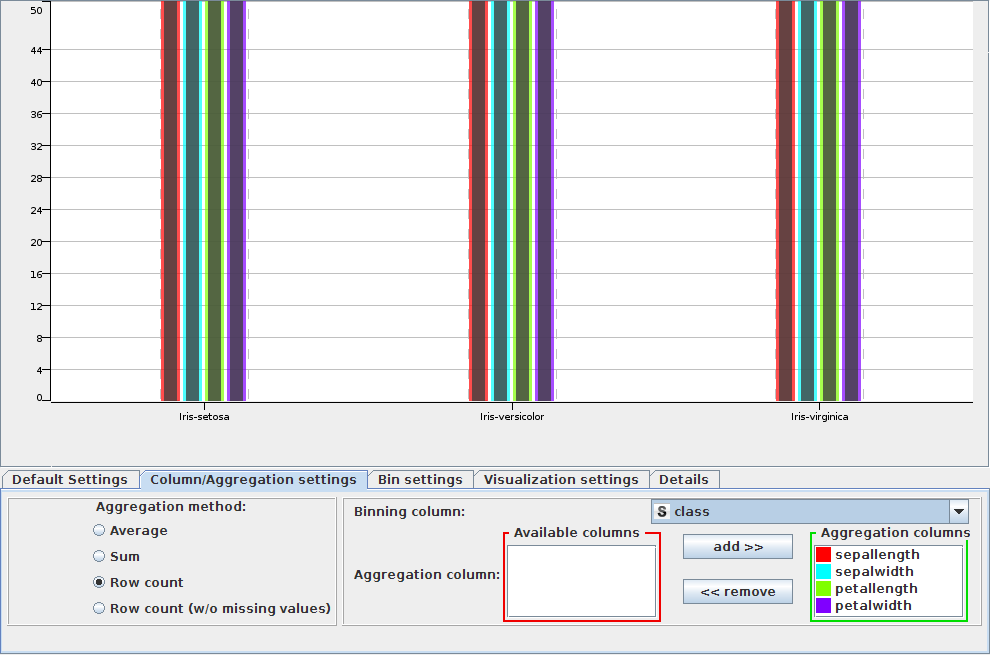 50
44
40
36
32
28
24
20
16
12
8
4
0
Iris-setosa Iris-versicolor Iris-virginica
Default Settings Column/Aggregation settings Bin settings Visualization settings Details
Aggregation method:
Average
Sum
Row count
Row count (w/o missing values)
Binning column: S class
Aggregation column:
Available columns
add >>
<< remove
Aggregation columns
sepallength
sepalwidth
petallength
petalwidth